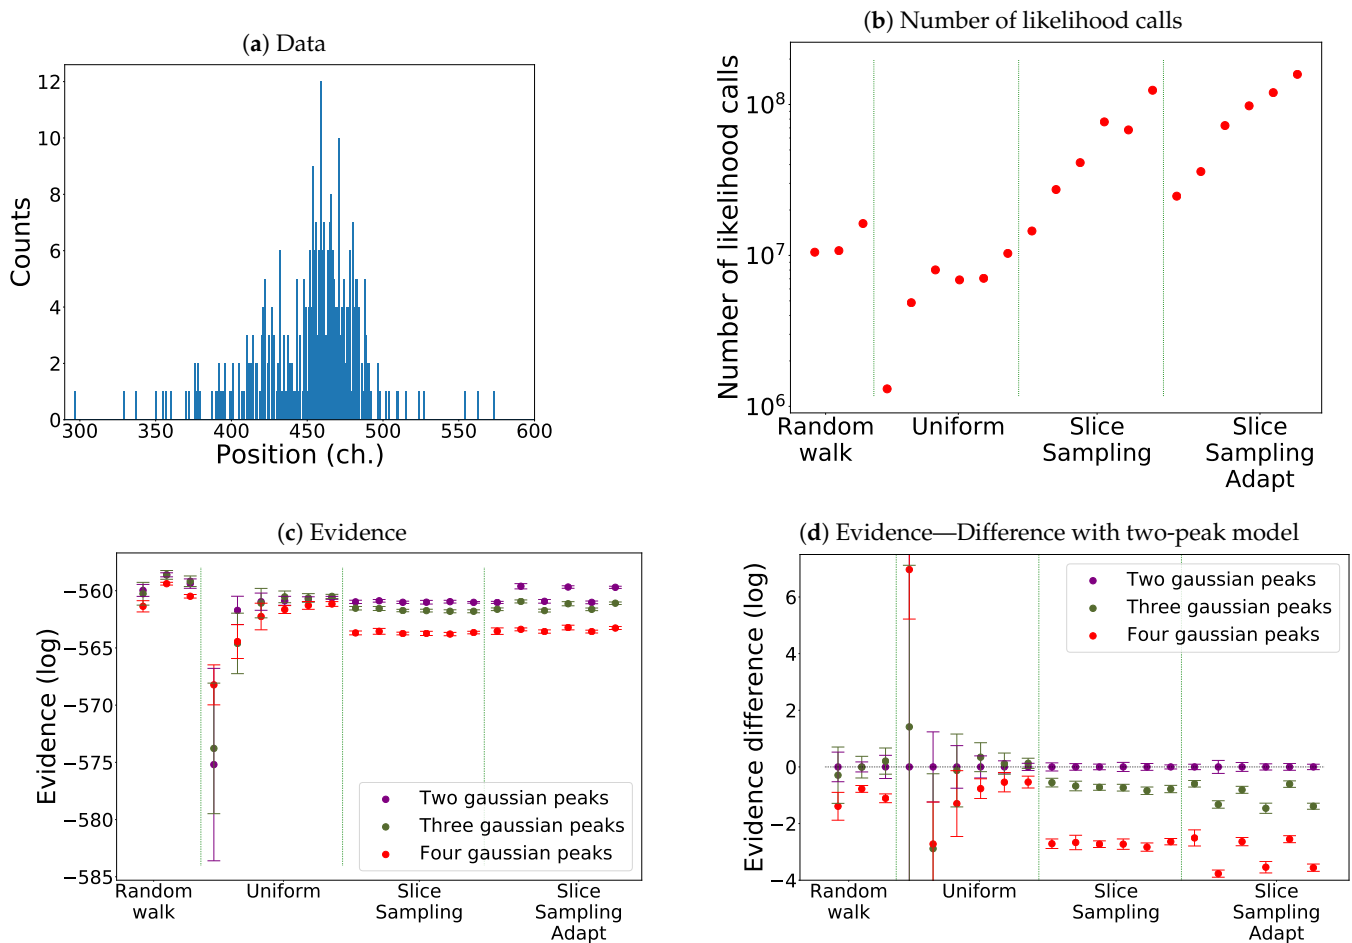 (a) Data
Counts
12
10
8
6
4
2
0
300 350 400 450 500 550 600
Position (ch.)
(b) Number of likelihood calls
Number of likelihood calls
10^8
10^7
10^6
Random walk
Uniform
Slice Sampling
Slice Sampling Adapt
(c) Evidence
Evidence (log)
−560
−565
−570
−575
−580
−585
Two gaussian peaks
Three gaussian peaks
Four gaussian peaks
Random walk
Uniform
Slice Sampling
Slice Sampling Adapt
(d) Evidence—Difference with two-peak model
Evidence difference (log)
6
4
2
0
−2
−4
Two gaussian peaks
Three gaussian peaks
Four gaussian peaks
Random walk
Uniform
Slice Sampling
Slice Sampling Adapt